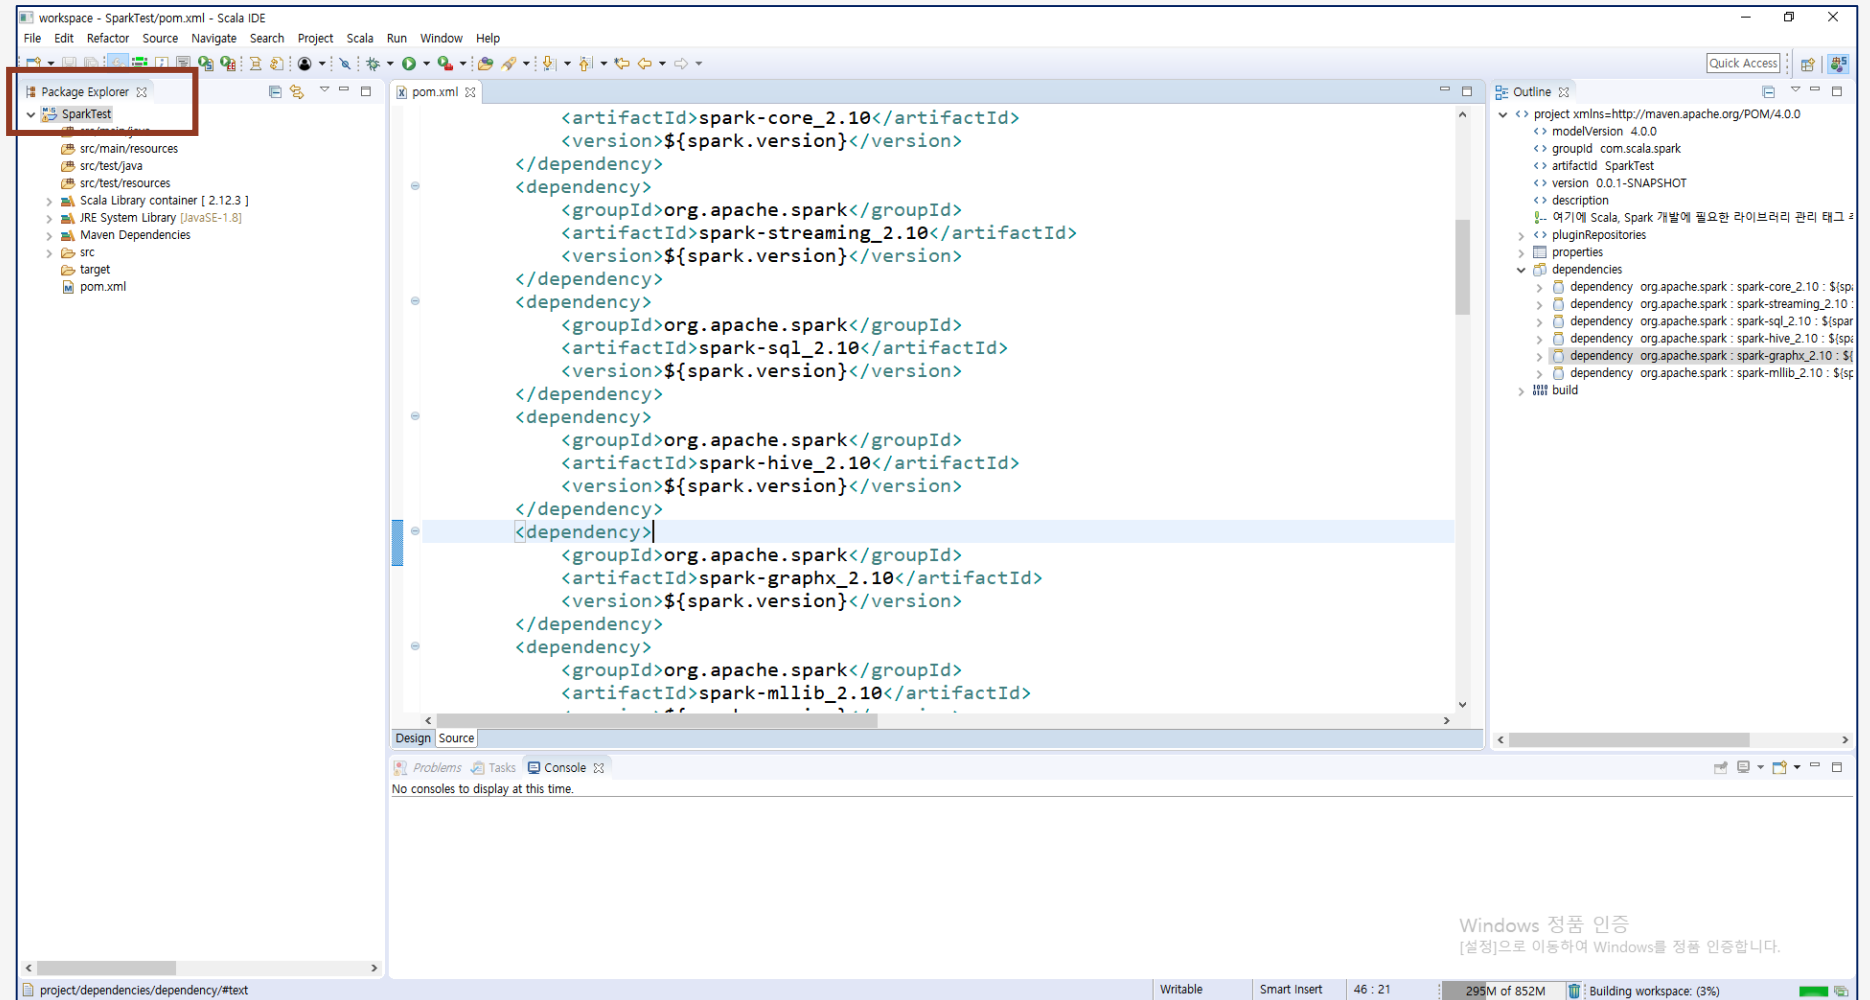 workspace - SparkTest/pom.xml - Scala IDE
File Edit Refactor Source Navigate Search Project Scala Run Window Help
Quick Access
Package Explorer
SparkTest
src/main/java
src/main/resources
src/test/java
src/test/resources
Scala Library container [ 2.12.3 ]
JRE System Library [JavaSE-1.8]
Maven Dependencies
src
target
pom.xml
pom.xml
<artifactId>spark-core_2.10</artifactId>
<version>${spark.version}</version>
</dependency>
<dependency>
<groupId>org.apache.spark</groupId>
<artifactId>spark-streaming_2.10</artifactId>
<version>${spark.version}</version>
</dependency>
<dependency>
<groupId>org.apache.spark</groupId>
<artifactId>spark-sql_2.10</artifactId>
<version>${spark.version}</version>
</dependency>
<dependency>
<groupId>org.apache.spark</groupId>
<artifactId>spark-hive_2.10</artifactId>
<version>${spark.version}</version>
</dependency>
<dependency>
<groupId>org.apache.spark</groupId>
<artifactId>spark-graphx_2.10</artifactId>
<version>${spark.version}</version>
</dependency>
<dependency>
<groupId>org.apache.spark</groupId>
<artifactId>spark-mllib_2.10</artifactId>
Design Source
Outline
project xmlns=http://maven.apache.org/POM/4.0.0
modelVersion 4.0.0
groupId com.scala.spark
artifactId SparkTest
version 0.0.1-SNAPSHOT
description
여기에 Scala, Spark 개발에 필요한 라이브러리 관리 태그
pluginRepositories
properties
dependencies
dependency org.apache.spark : spark-core_2.10 : ${sp
dependency org.apache.spark : spark-streaming_2.10 :
dependency org.apache.spark : spark-sql_2.10 : ${spar
dependency org.apache.spark : spark-hive_2.10 : ${sp
dependency org.apache.spark : spark-graphx_2.10 : ${
dependency org.apache.spark : spark-mllib_2.10 : ${sp
build
Problems Tasks Console
No consoles to display at this time.
Windows 정품 인증
[설정]으로 이동하여 Windows를 정품 인증합니다.
project/dependencies/dependency/#text
Writable Smart Insert 46 : 21 295M of 852M Building workspace: (3%)